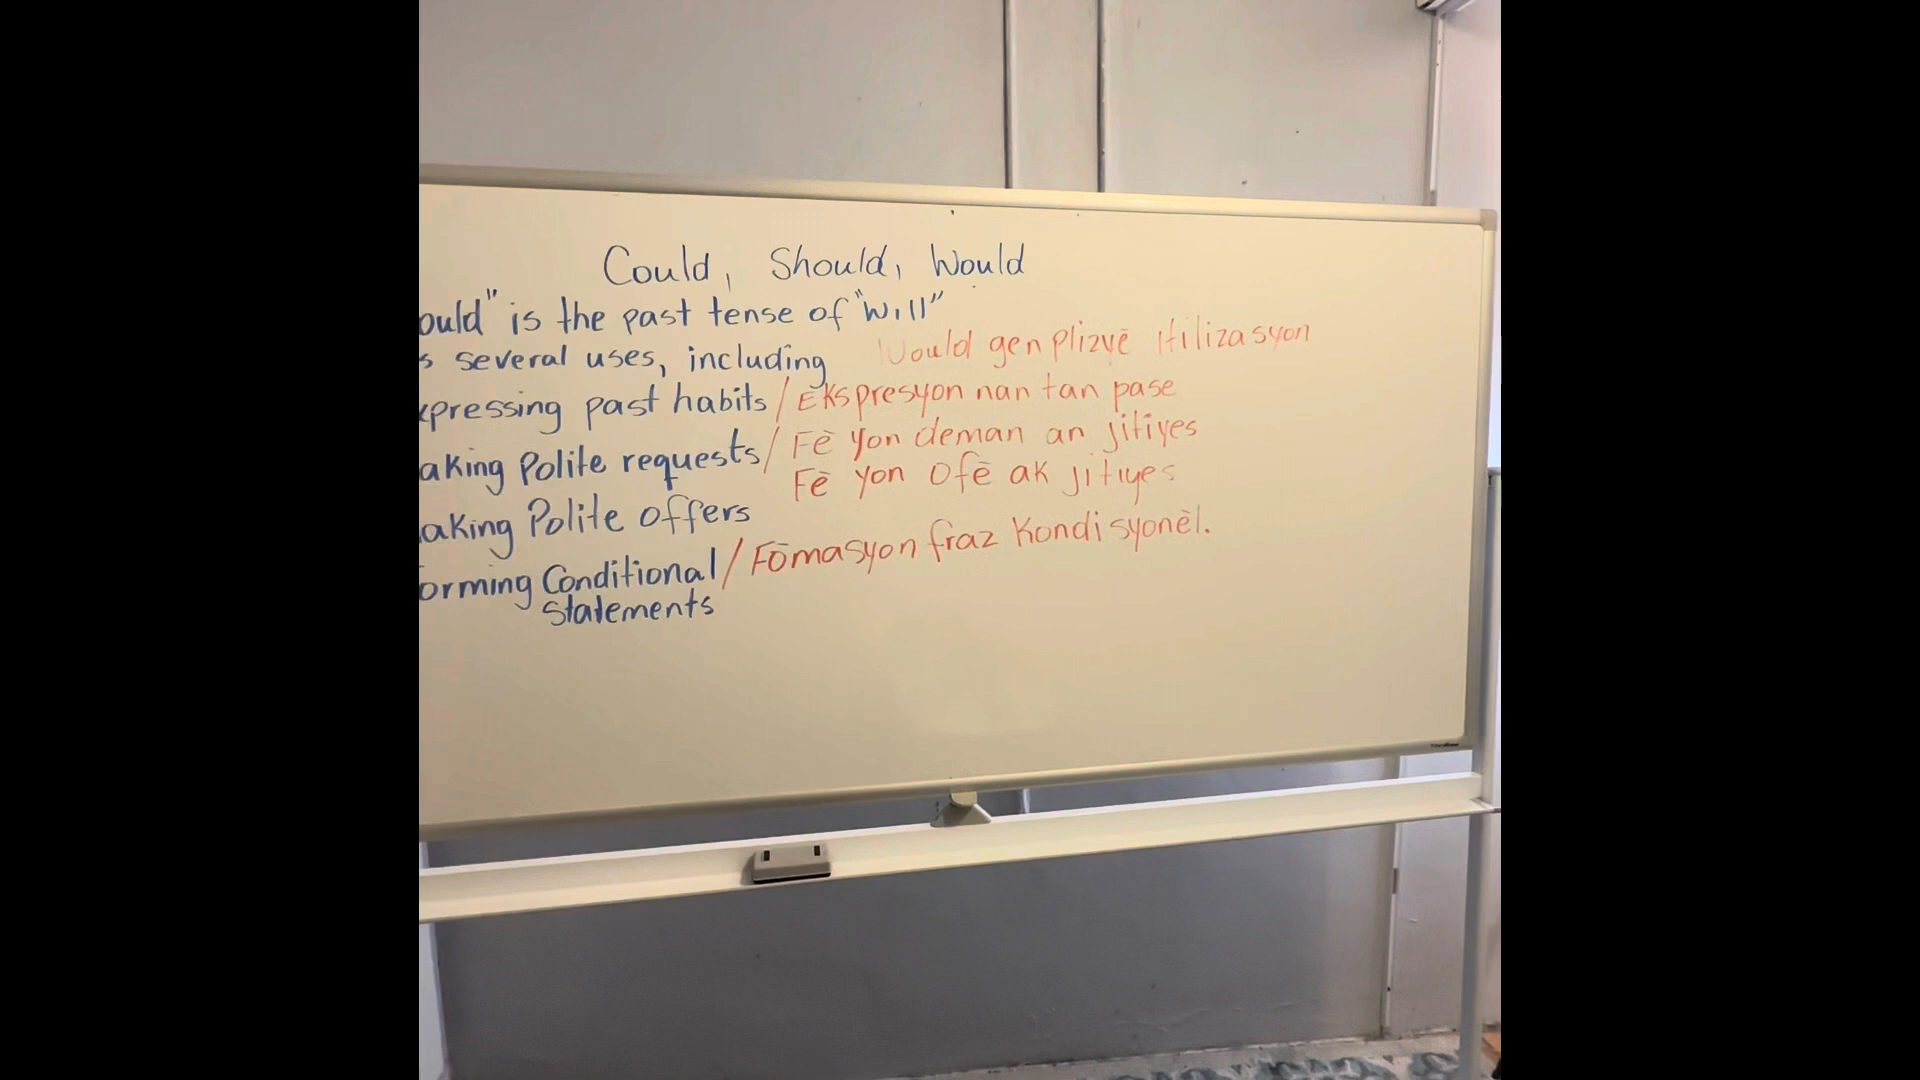 Could, Should, Would
ould" is the past tense of "will"
s several uses, including Would gen plizyè itilizasyon
xpressing past habits / Ekspresyon nan tan pase
aking Polite requests / Fè yon deman an jitiyes
Fè yon ofè ak jitiyes
aking Polite offers
orming Conditional / Fòmasyon fraz Kondisyonèl.
Statements